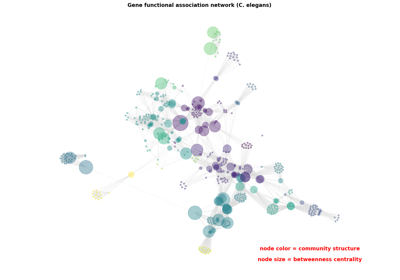 Gene functional association network (C. elegans)
node color = community structure
node size = betweenness centrality